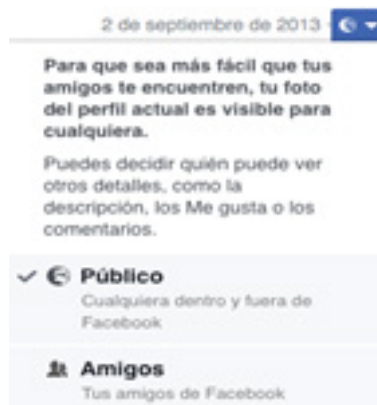 2 de septiembre de 2013
Para que sea más fácil que tus
amigos te encuentren, tu foto
del perfil actual es visible para
cualquiera.
Puedes decidir quién puede ver
otros detalles, como la
descripción, los Me gusta o los
comentarios.
Público
Cualquiera dentro y fuera de
Facebook
Amigos
Tus amigos de Facebook